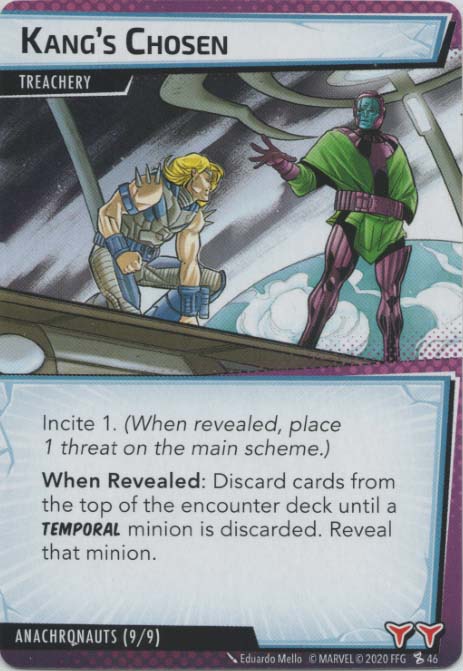 KANG'S CHOSEN
TREACHERY
Incite 1. (When revealed, place
1 threat on the main scheme.)
When Revealed: Discard cards from
the top of the encounter deck until a
TEMPORAL minion is discarded. Reveal
that minion.
ANACHRONAUTS (9/9)
Eduardo Mello © MARVEL © 2020 FFG 46